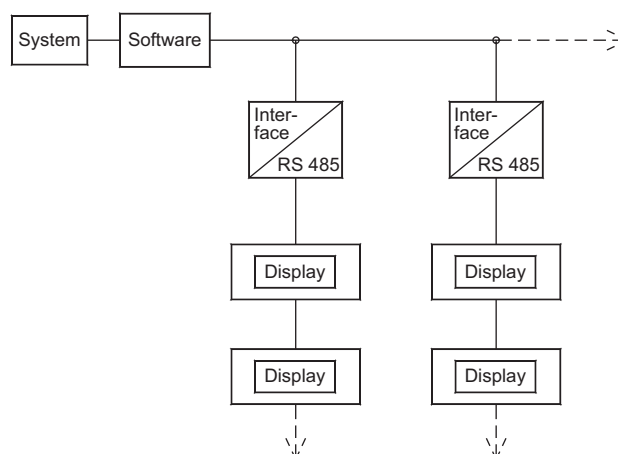 System
Software
Inter-
face
RS 485
Inter-
face
RS 485
Display
Display
Display
Display